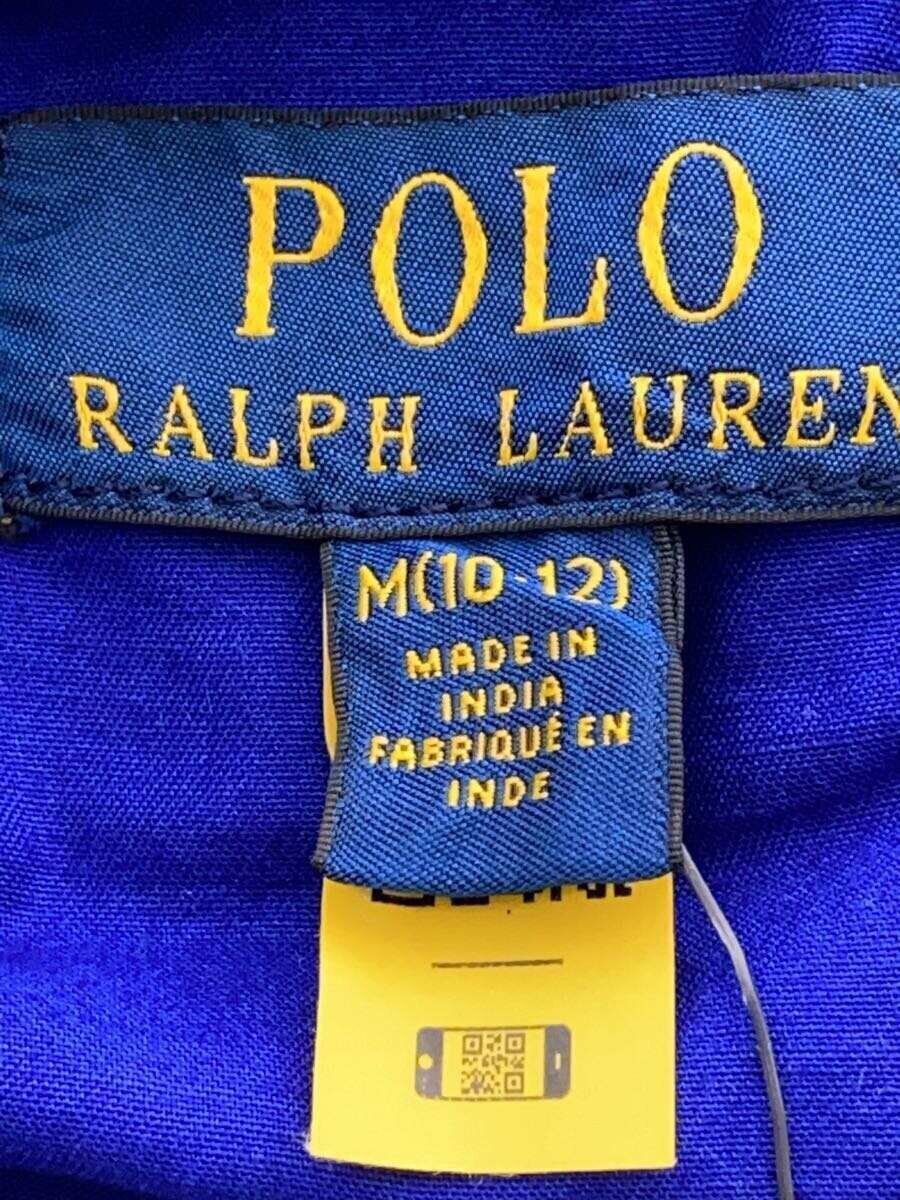 POLO
RALPH LAUREN
M(10-12)
MADE IN
INDIA
FABRIQUÉ EN
INDE